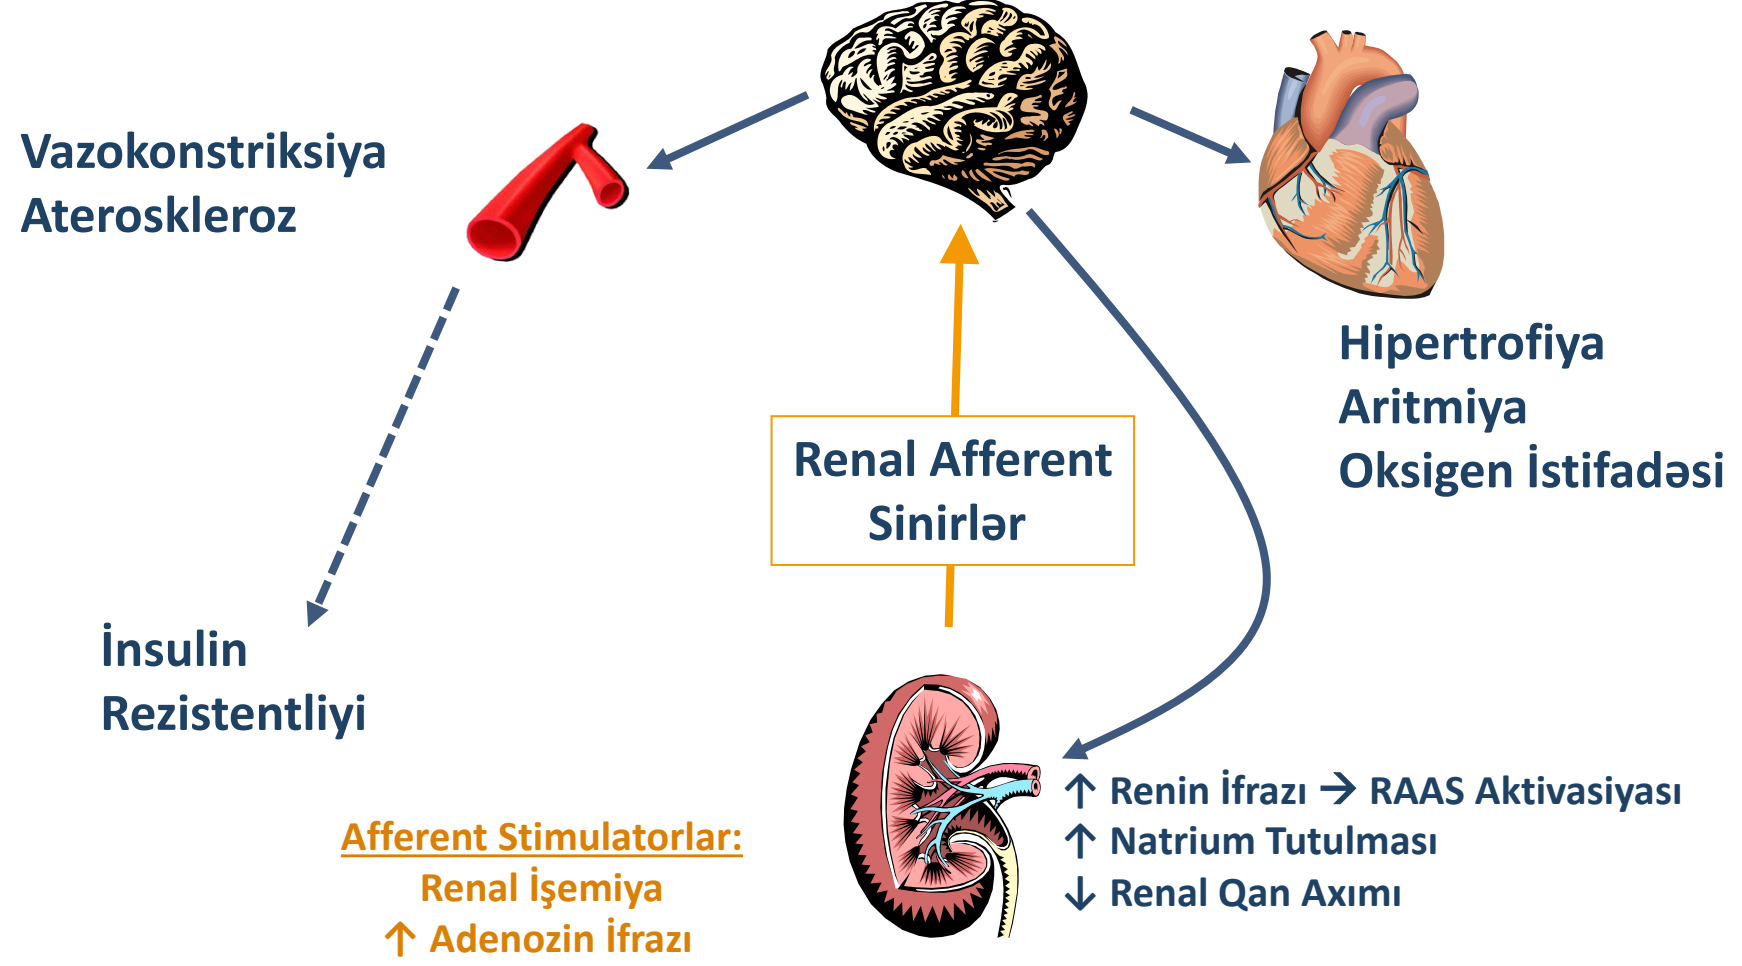 Vazokonstriksiya
Ateroskleroz
Hipertrofiya
Aritmiya
Oksigen İstifadəsi
Renal Afferent
Sinirlər
İnsulin
Rezistentliyi
Afferent Stimulatorlar:
Renal İşemiya
↑ Adenozin İfrazı
↑ Renin İfrazı → RAAS Aktivasiyası
↑ Natrium Tutulması
↓ Renal Qan Axımı